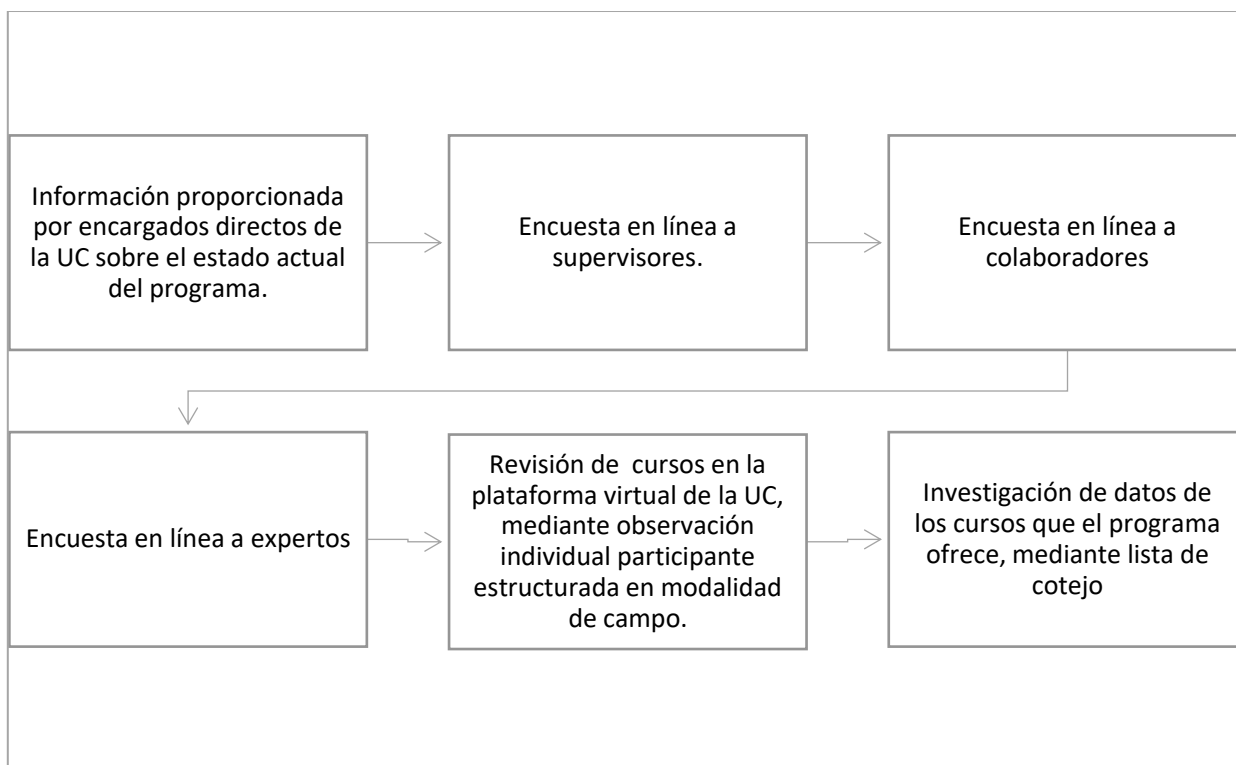 Información proporcionada
por encargados directos de
la UC sobre el estado actual
del programa.
Encuesta en línea a
supervisores.
Encuesta en línea a
colaboradores
Encuesta en línea a expertos
Revisión de cursos en la
plataforma virtual de la UC,
mediante observación
individual participante
estructurada en modalidad
de campo.
Investigación de datos de
los cursos que el programa
ofrece, mediante lista de
cotejo